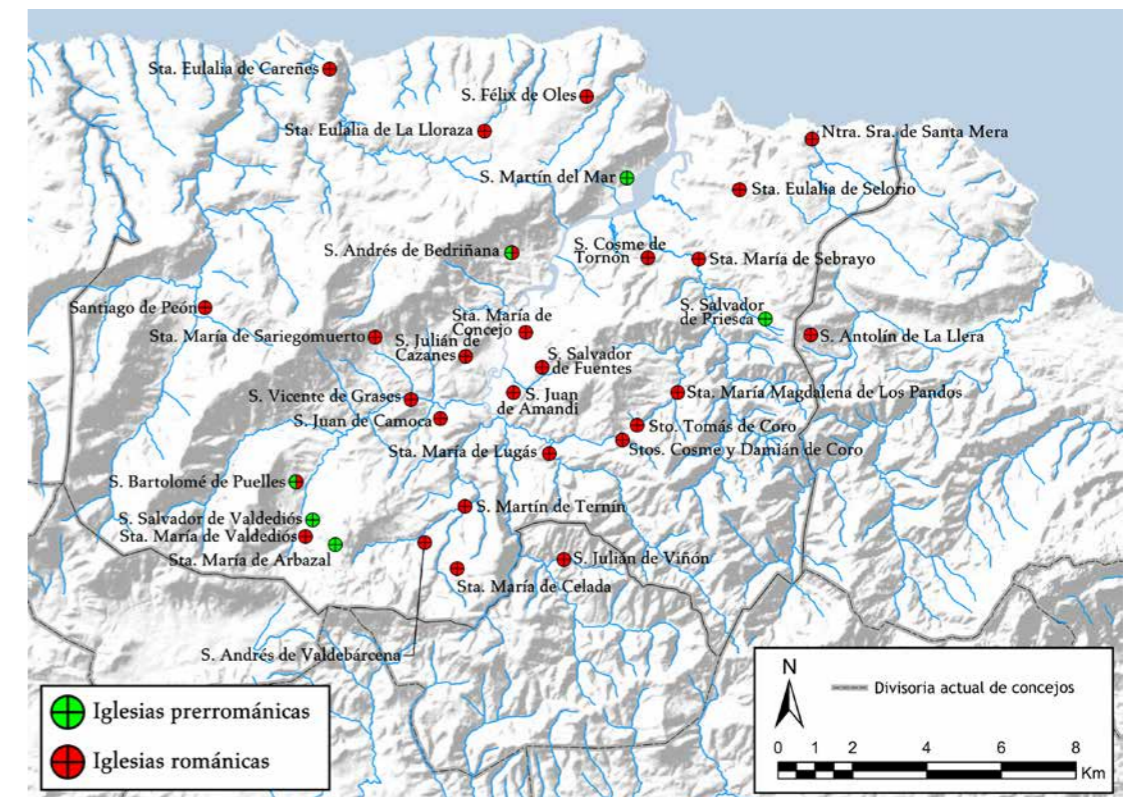 Sta. Eulalia de Careñes
S. Félix de Oles
Sta. Eulalia de La Lloraza
Ntra. Sra. de Santa Mera
S. Martín del Mar
Sta. Eulalia de Selorio
S. Andrés de Bedriñana
S. Cosme de
Tornón
Sta. María de Sebrayo
Santiago de Peón
S. Salvador
de Priesca
Sta. María de
Concejo
Sta. María de Sariegomuerto
S. Julián de
Cazanes
S. Antolín de La Llera
S. Salvador
de Fuentes
S. Vicente de Grases
S. Juan
de Amandi
Sta. María Magdalena de Los Pandos
S. Juan de Camoca
Sto. Tomás de Coro
Sta. María de Lugás
Stos. Cosme y Damián de Coro
S. Bartolomé de Puelles
S. Martín de Ternín
S. Salvador de Valdediós
Sta. María de Valdediós
Sta. María de Arbazal
S. Julián de Viñón
Sta. María de Celada
S. Andrés de Valdebárcena
Iglesias prerrománicas
Iglesias románicas
N
Divisoria actual de concejos
0 1 2 4 6 8
Km